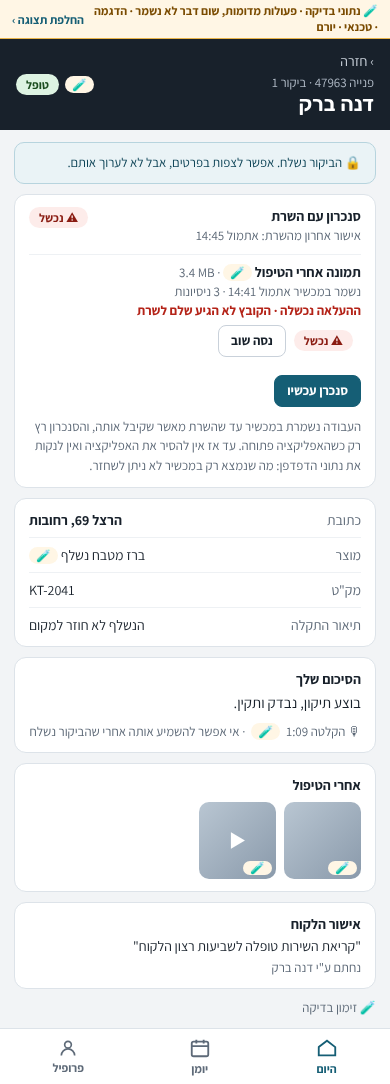 🧪 נתוני בדיקה · פעולות מדומות, שום דבר לא נשמר · הדגמה · טכנאי · יורם
החלפת תצוגה ›
› חזרה
פנייה 47963 · ביקור 1
דנה ברק
🧪 טופל
🔒 הביקור נשלח. אפשר לצפות בפרטים, אבל לא לערוך אותם.
סנכרון עם השרת
⚠ נכשל
אישור אחרון מהשרת: אתמול 14:45
תמונה אחרי הטיפול 🧪 · 3.4 MB
נשמר במכשיר אתמול 14:41 · 3 ניסיונות
ההעלאה נכשלה · הקובץ לא הגיע שלם לשרת
⚠ נכשל
נסה שוב
סנכרן עכשיו
העבודה נשמרת במכשיר עד שהשרת מאשר שקיבל אותה, והסנכרון רץ
רק כשהאפליקציה פתוחה. עד אז אין להסיר את האפליקציה ואין לנקות
את נתוני הדפדפן: מה שנמצא רק במכשיר לא ניתן לשחזר.
כתובת
הרצל 69, רחובות
מוצר
ברז מטבח נשלף 🧪
מק"ט
KT-2041
תיאור התקלה
הנשלף לא חוזר למקום
הסיכום שלך
בוצע תיקון, נבדק ותקין.
🎙 הקלטה 1:09 🧪 · אי אפשר להשמיע אותה אחרי שהביקור נשלח
אחרי הטיפול
🧪
🧪
אישור הלקוח
"קריאת השירות טופלה לשביעות רצון הלקוח"
נחתם ע"י דנה ברק
🧪 זימון בדיקה
היום
יומן
פרופיל